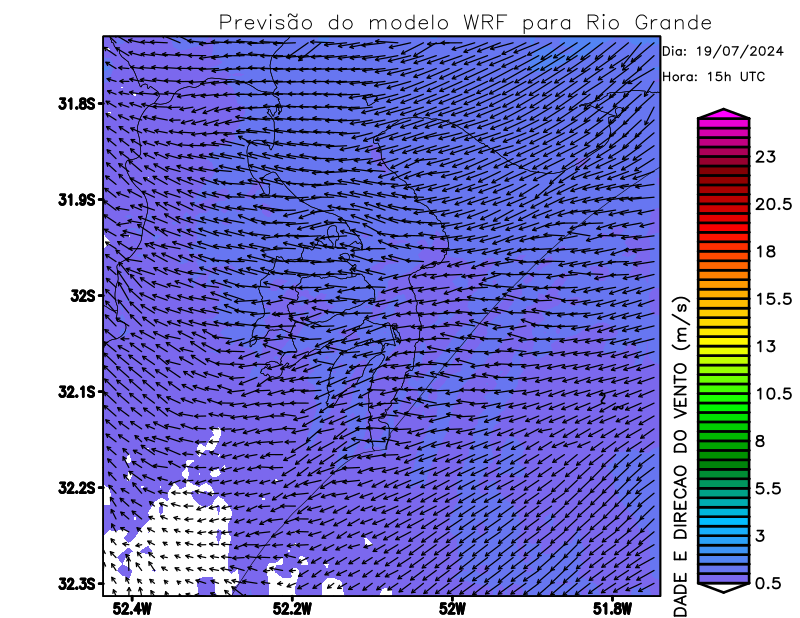 Previsão do modelo WRF para Rio Grande
Dia: 19/07/2024
Hora: 15h UTC
31.8S
31.9S
32S
32.1S
32.2S
32.3S
52.4W
52.2W
52W
51.8W
23
20.5
18
15.5
13
10.5
8
5.5
3
0.5
DADE E DIRECAO DO VENTO (m/s)